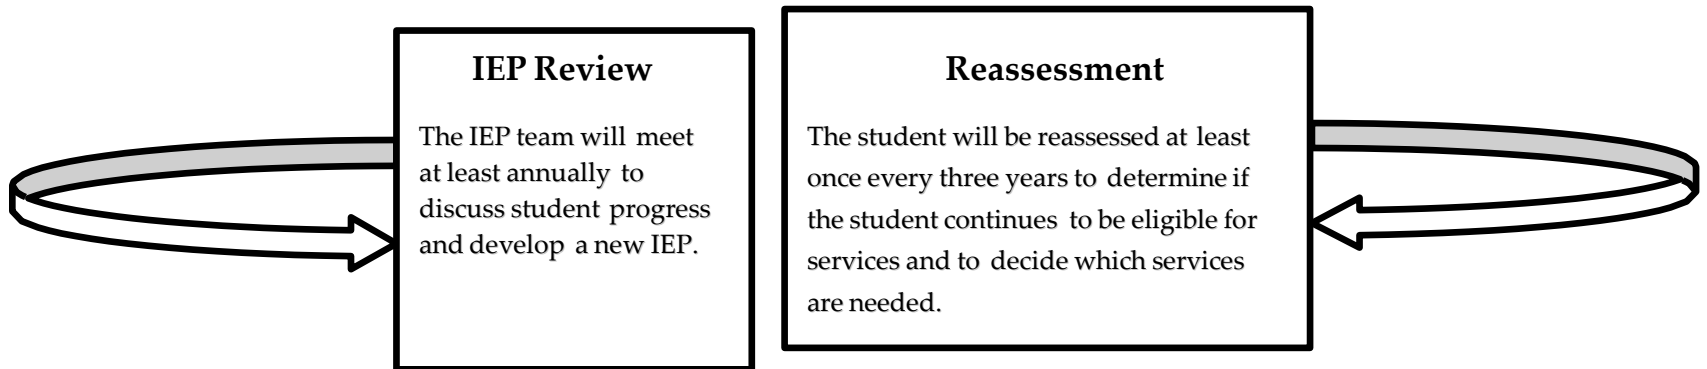 IEP Review
The IEP team will meet
at least annually to
discuss student progress
and develop a new IEP.
Reassessment
The student will be reassessed at least
once every three years to determine if
the student continues to be eligible for
services and to decide which services
are needed.